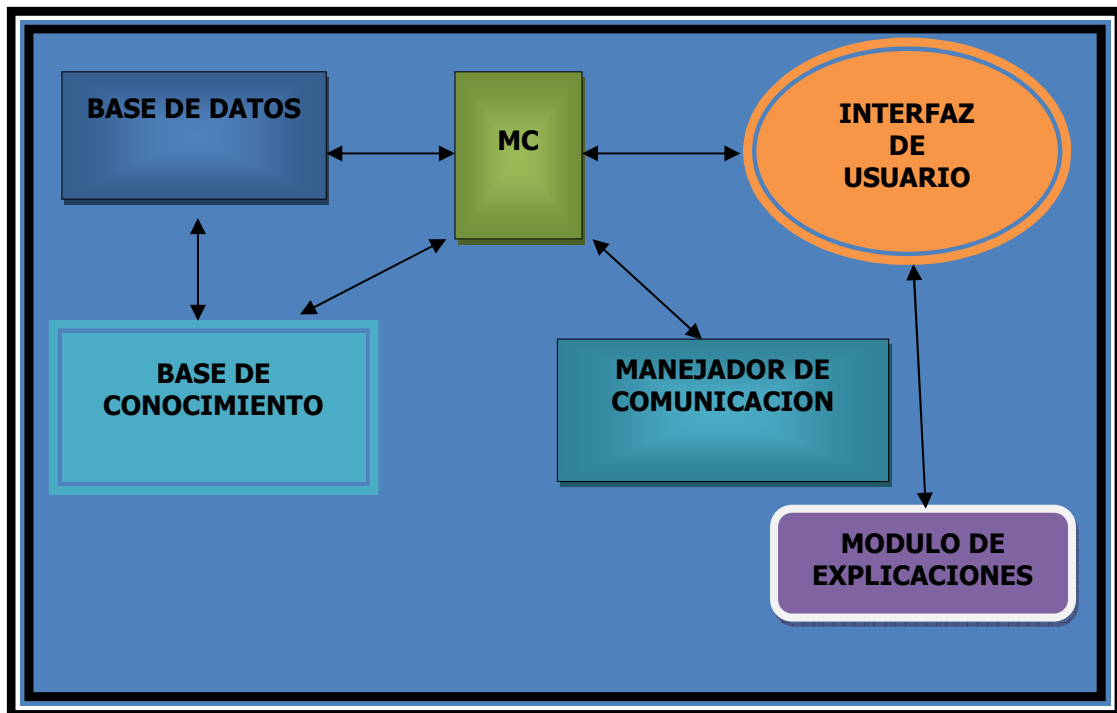 BASE DE DATOS
MC
INTERFAZ
DE
USUARIO
BASE DE
CONOCIMIENTO
MANEJADOR DE
COMUNICACION
MODULO DE
EXPLICACIONES